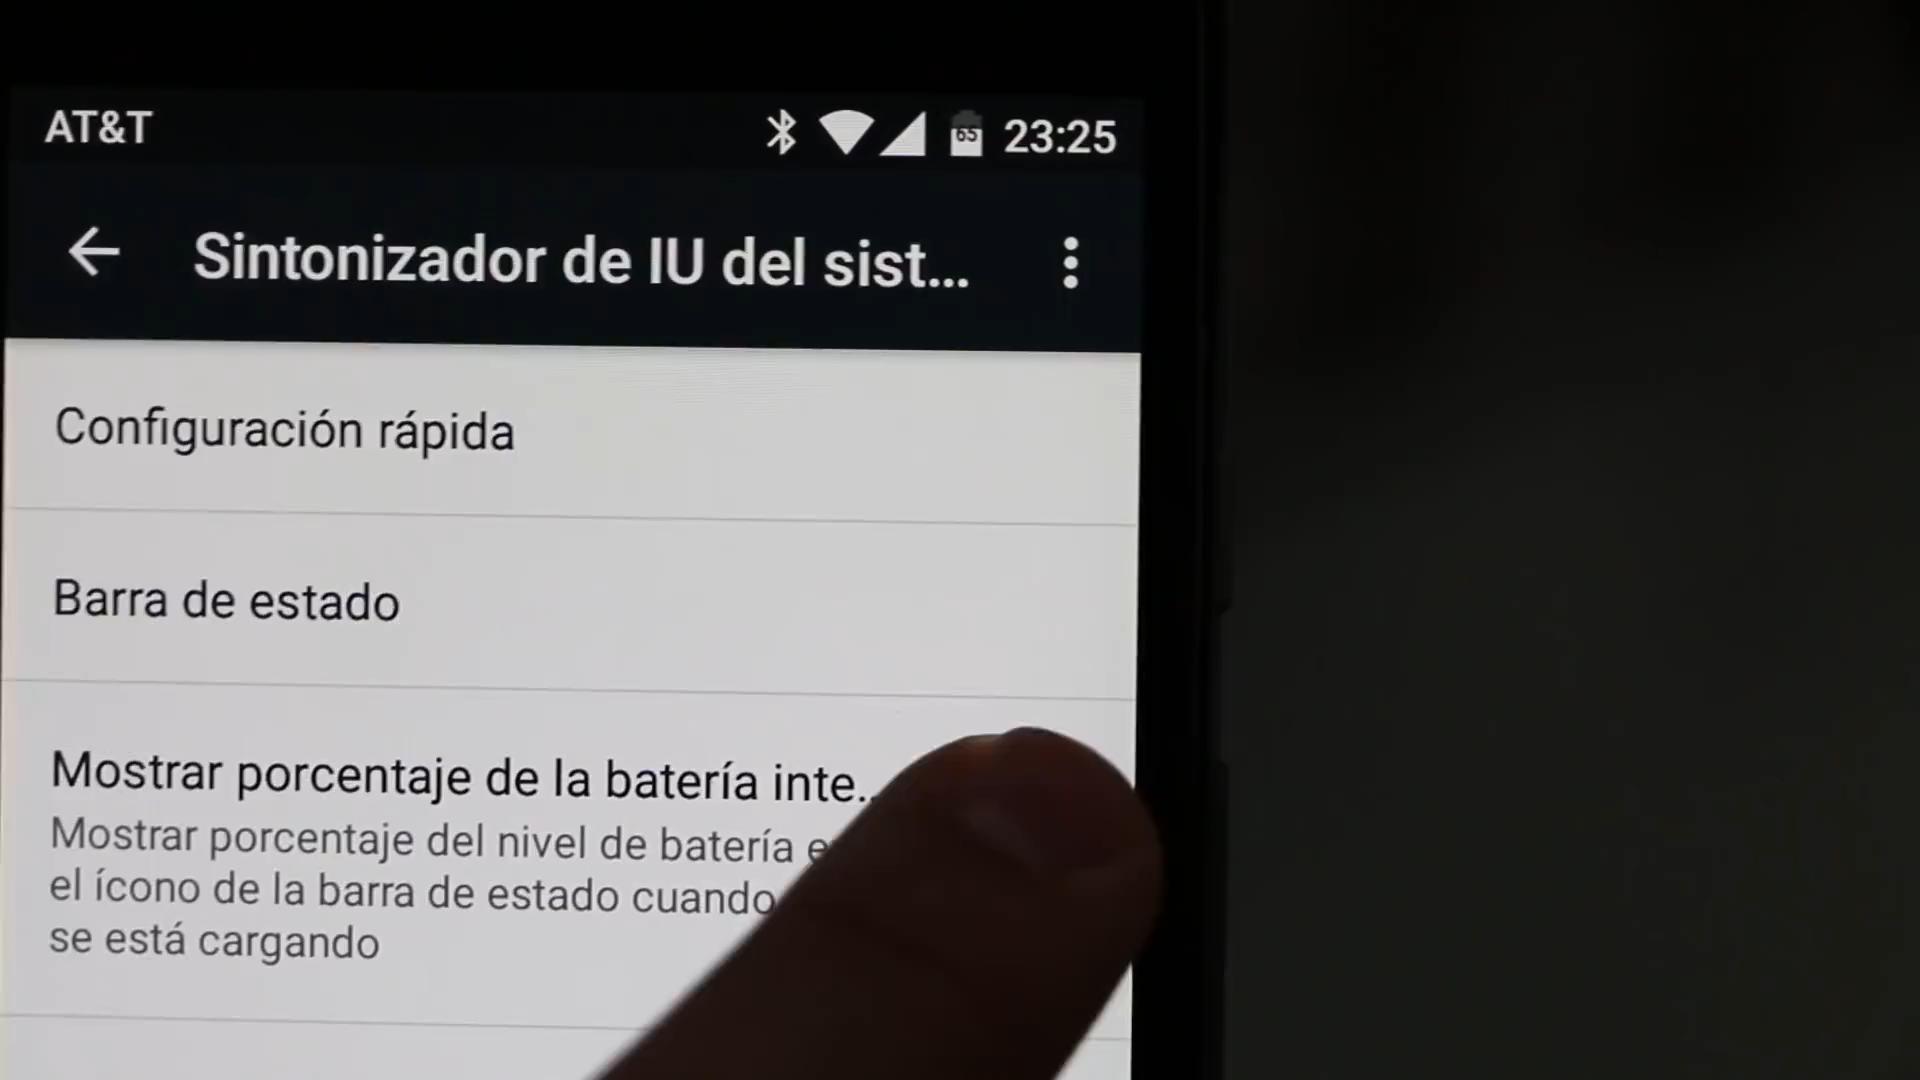 AT&T 65 23:25
Sintonizador de IU del sist...
Configuración rápida
Barra de estado
Mostrar porcentaje de la batería inte..
Mostrar porcentaje del nivel de batería
el ícono de la barra de estado cuando
se está cargando